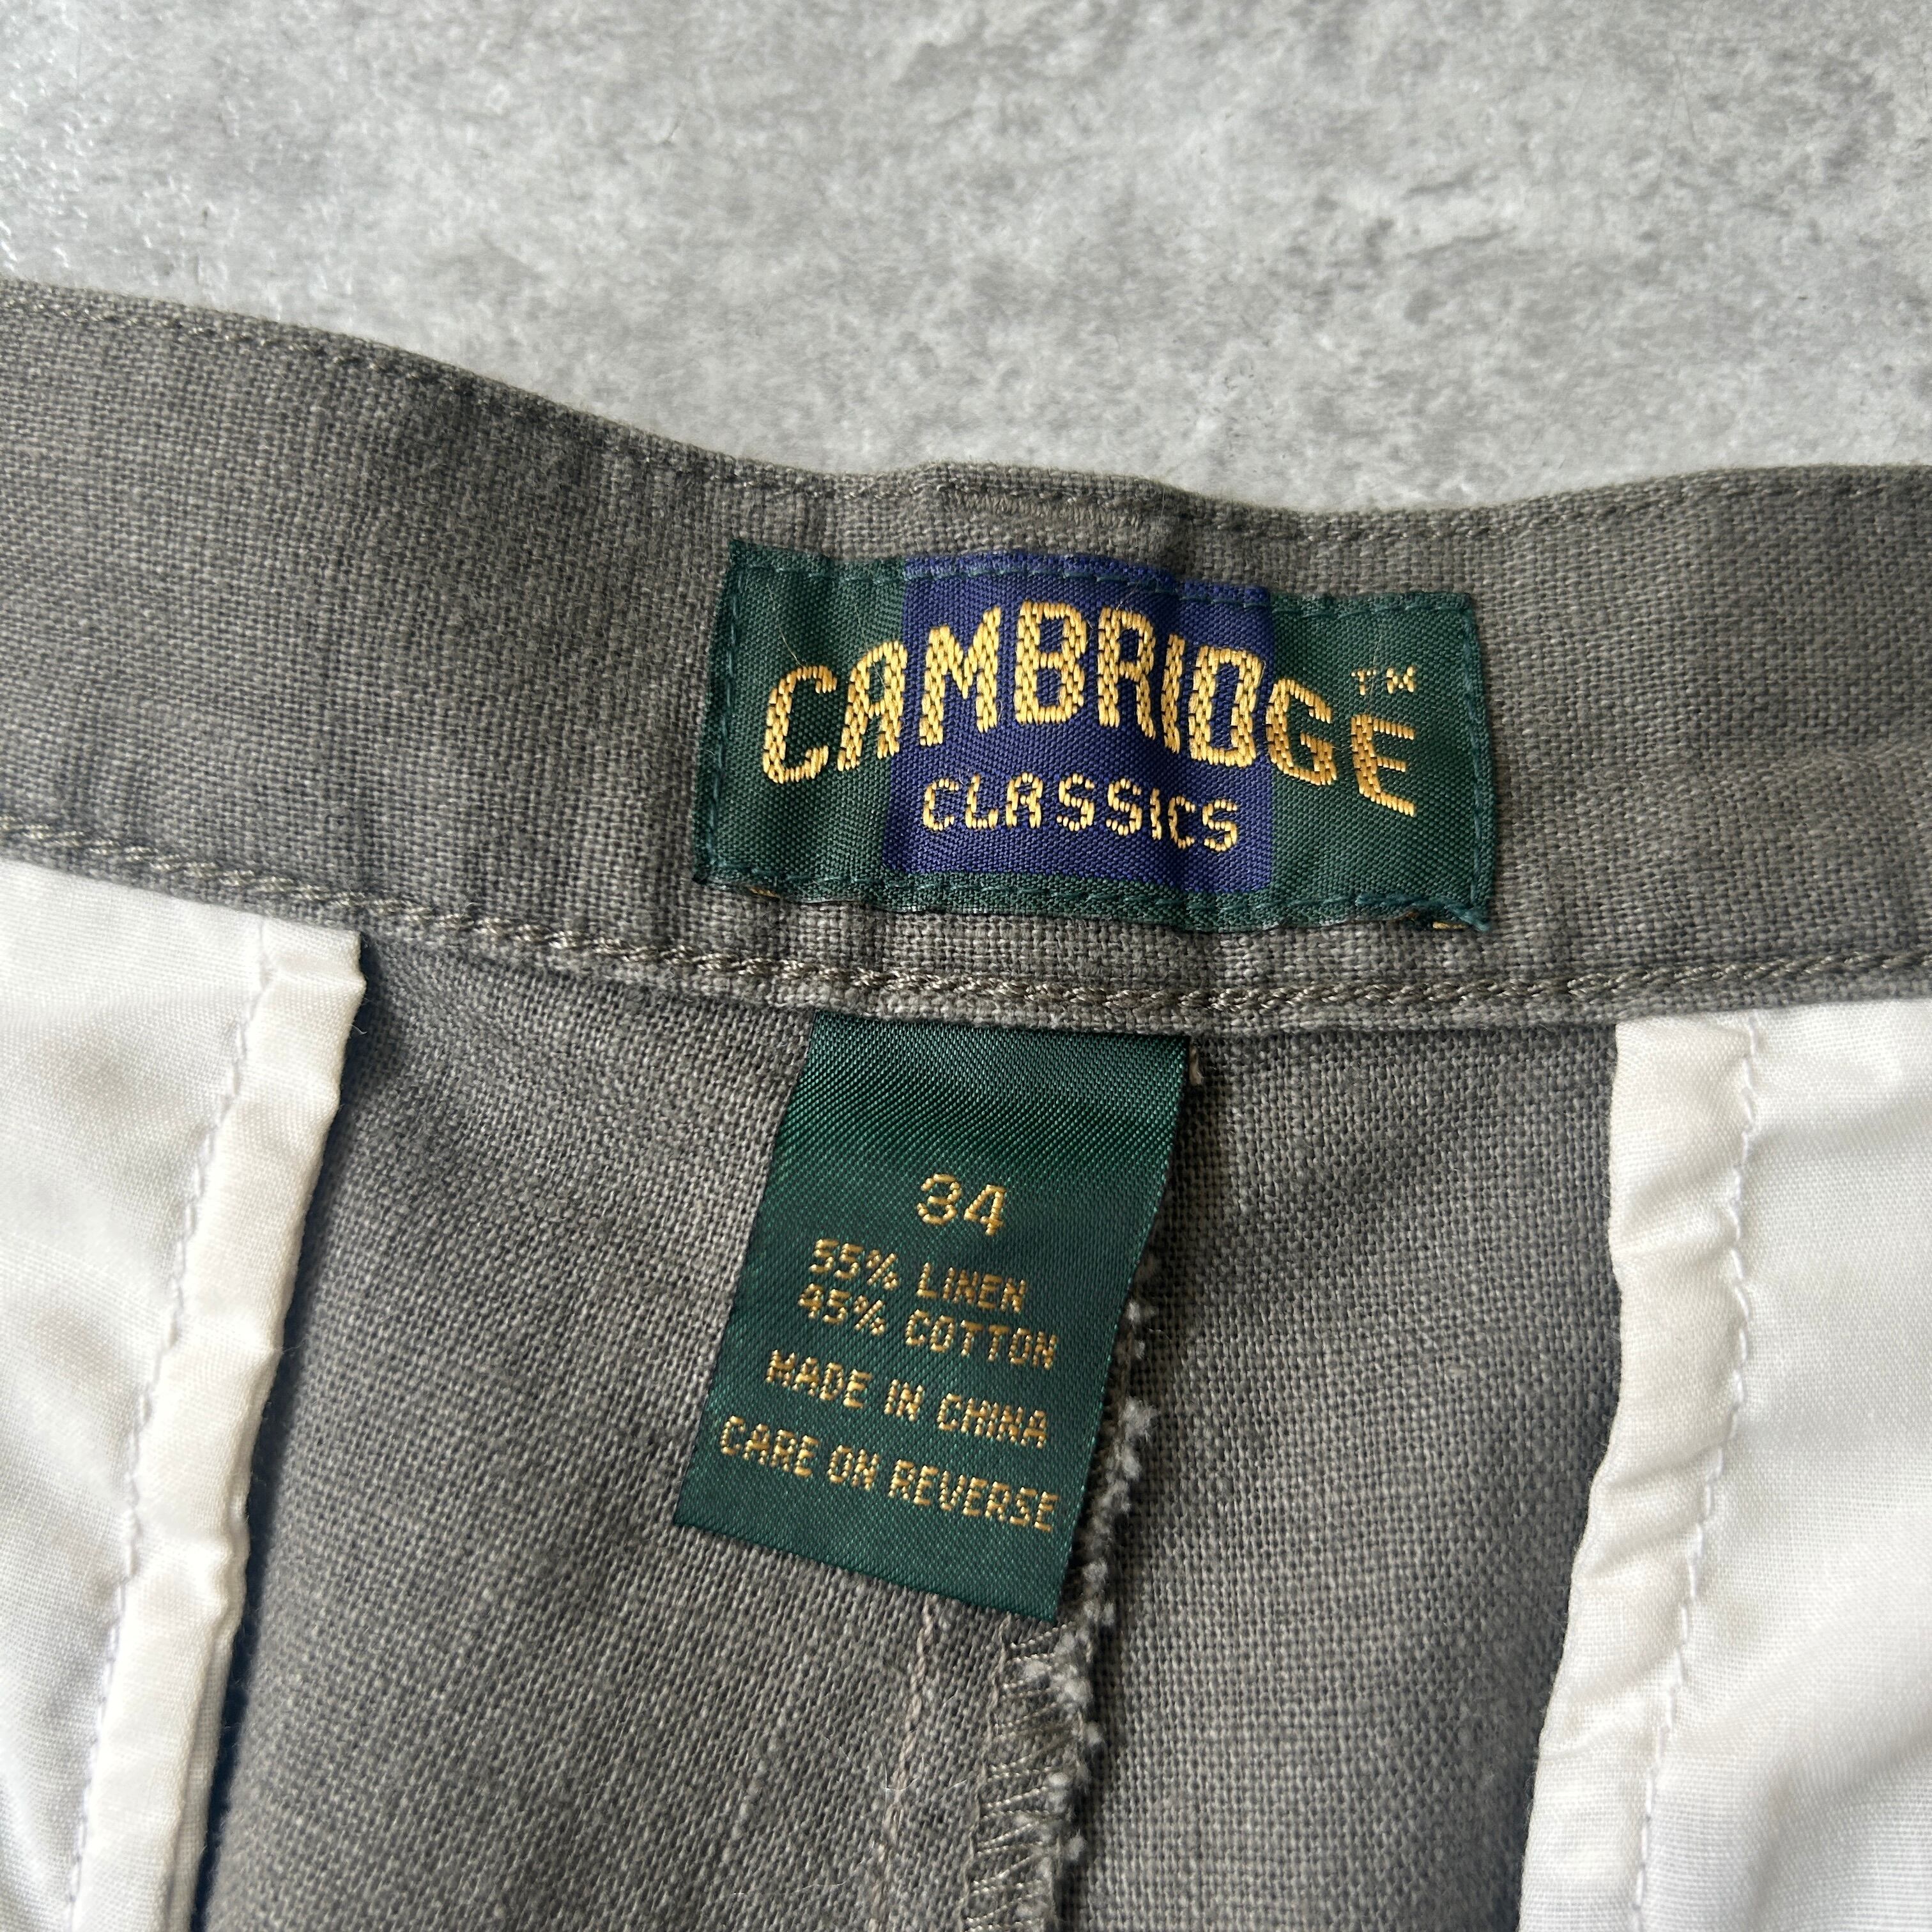 CAMBRIDGE™
CLASSICS
34
55% LINEN
45% COTTON
MADE IN CHINA
CARE ON REVERSE